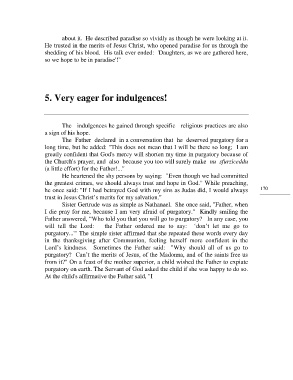 about it.  He described paradise so vividly as though he were looking at it.
He trusted in the merits of Jesus Christ, who opened paradise for us through the
shedding of his blood.  His talk ever ended:  Daughters, as we are gathered here,
so we hope to be in paradise'!"
5. Very eager for indulgences!
The  indulgences he gained through specific  religious practices are also
a sign of his hope.
The Father declared in a conversation that  he deserved purgatory for a
long time, but he added: "This does not mean that I will be there so long;  I am
greatly confident that God's mercy will shorten my time in purgatory because of
the Church's prayer, and  also  because you too will surely make  us  sforticeddu
(a little effort) for the Father!..."
He heartened the shy persons by saying:  "Even though we had committed
the greatest crimes, we should always trust and hope in God."  While preaching,
he once said: "If I had betrayed God with my sins as Judas did, I would always
trust in Jesus Christ's merits for my salvation."
170
Sister Gertrude was as simple as Nathanael.  She once said, "Father, when
I die pray for me, because I am very afraid of purgatory."  Kindly smiling the
Father answered, "Who told you that you will go to purgatory?  In any case, you
will tell the Lord:   the Father ordered me to say:  'don't let me go to
purgatory..." The simple sister affirmed that she repeated these words every day
in the thanksgiving after Communion, feeling herself more confident in the
Lord's kindness.  Sometimes the Father said:  "Why should all of us go to
purgatory?  Can't the merits of Jesus, of the Madonna, and of the saints free us
from it?" On a feast of the mother superior, a child wished the Father to expiate
purgatory on earth. The Servant of God asked the child if she was happy to do so.
At the child's affirmative the Father said, "I